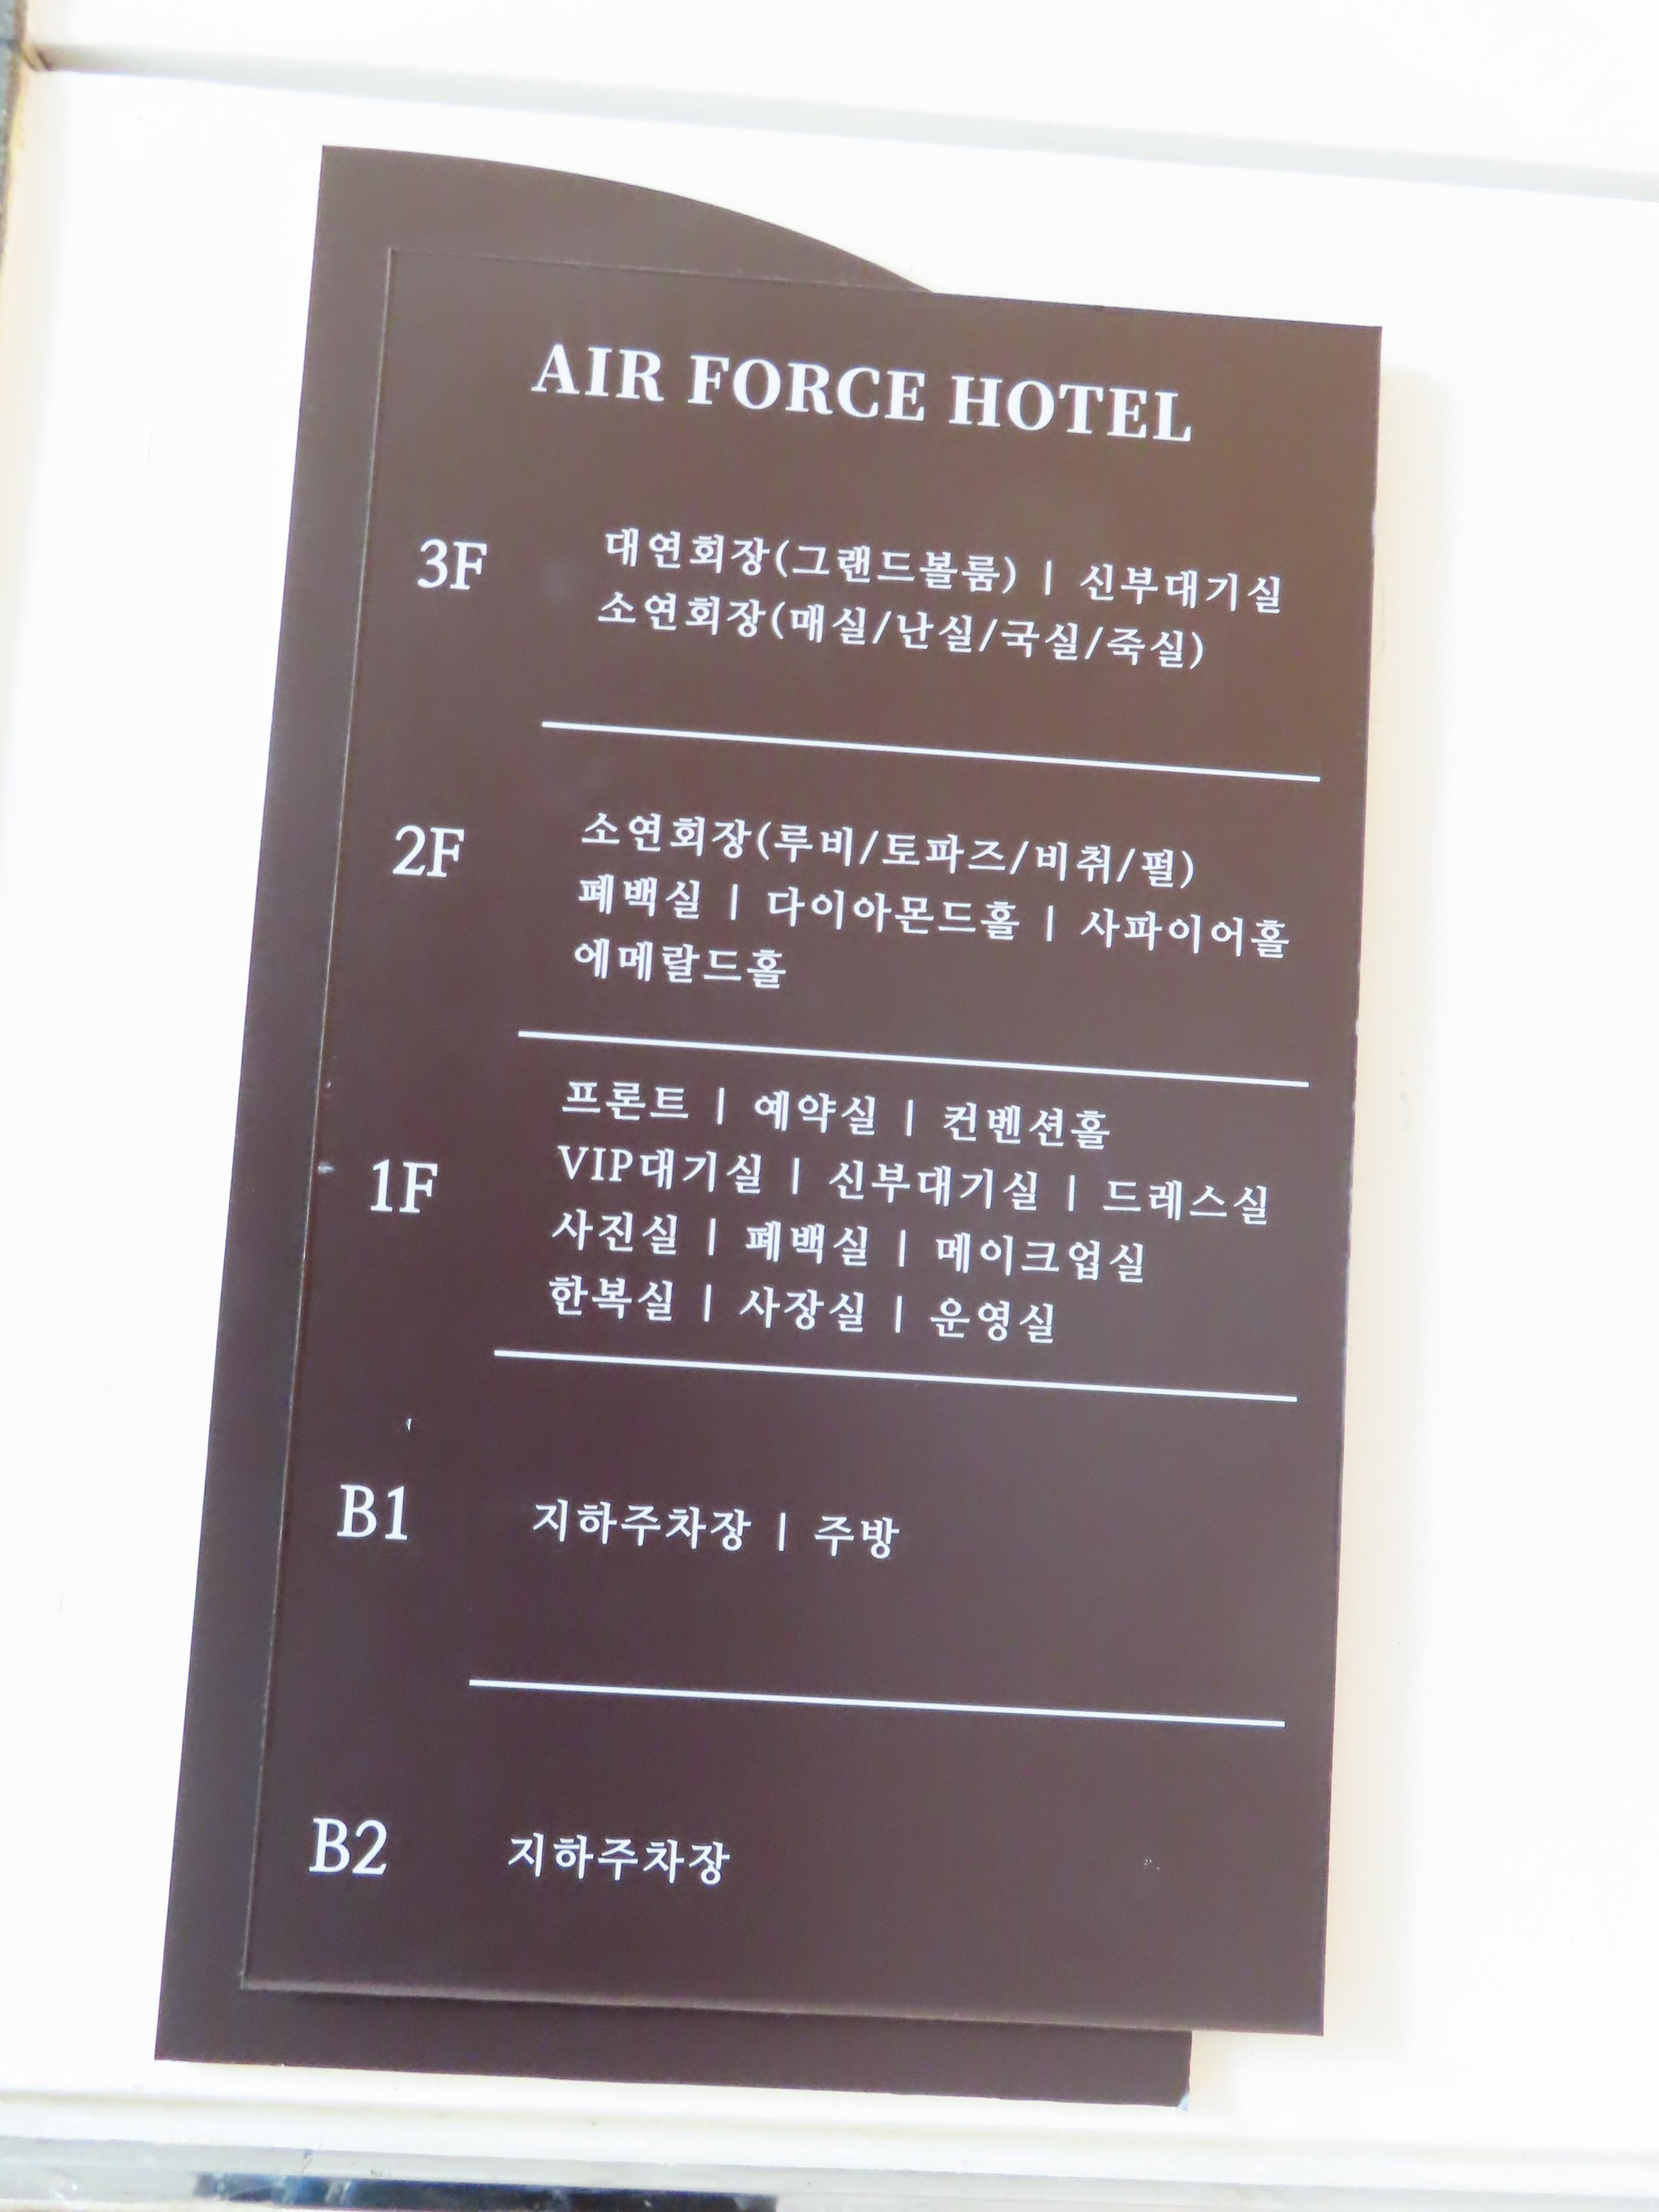 AIR FORCE HOTEL
3F
대연회장(그랜드볼룸) | 신부대기실
소연회장(매실/난실/국실/죽실)
2F
소연회장(루비/토파즈/비취/펄)
폐백실 | 다이아몬드홀 | 사파이어홀
에메랄드홀
1F
프론트 | 예약실 | 컨벤션홀
VIP대기실 | 신부대기실 | 드레스실
사진실 | 폐백실 | 메이크업실
한복실 | 사장실 | 운영실
B1
지하주차장 | 주방
B2
지하주차장